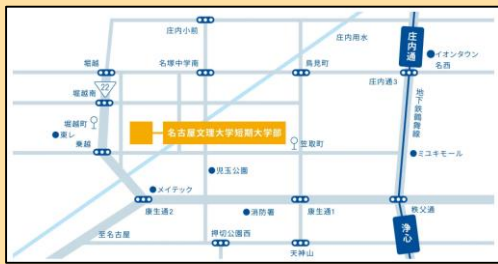 庄内小前
庄内用水
庄内通
イオンタウン
名西
堀越
名塚中学南
鳥見町
庄内通3
22
堀越南
地下鉄鶴舞線
堀越町
東レ
名古屋文理大学短期大学部
乗越
笠取町
ミユキモール
児玉公園
メイテック
康生通2
消防署
康生通1
秩父通
至名古屋
押切公園西
浄心
天神山